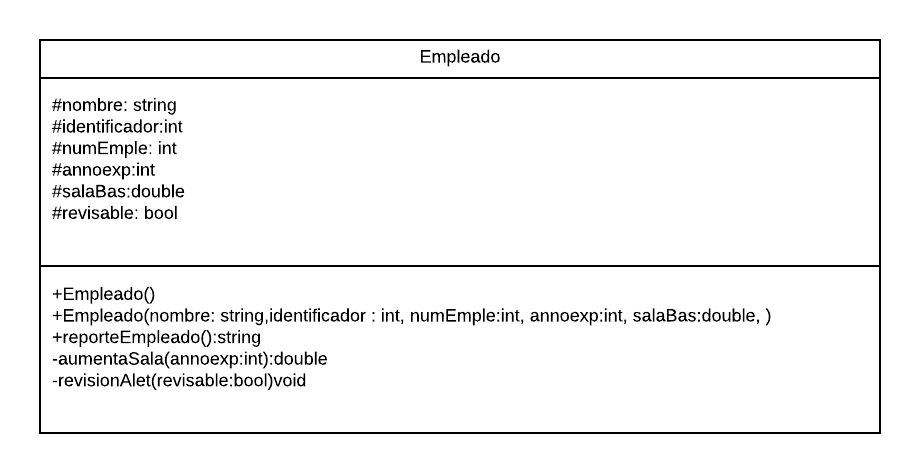 Empleado
#nombre: string
#identificador:int
#numEmple: int
#annoexp:int
#salaBas:double
#revisable: bool
+Empleado()
+Empleado(nombre: string,identificador : int, numEmple:int, annoexp:int, salaBas:double, )
+reporteEmpleado():string
-aumentaSala(annoexp:int):double
-revisionAlet(revisable:bool)void